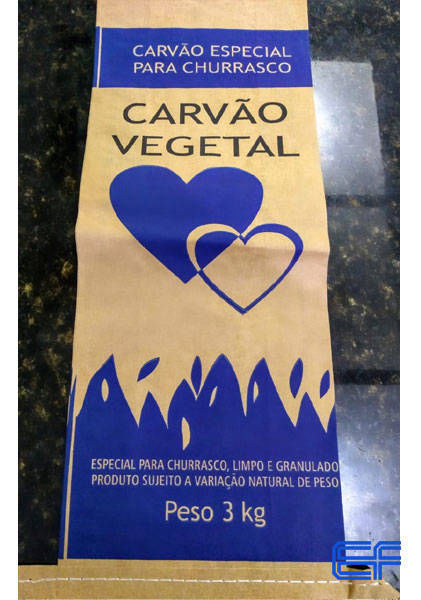 CARVÃO ESPECIAL
PARA CHURRASCO
CARVÃO
VEGETAL
ESPECIAL PARA CHURRASCO, LIMPO E GRANULADO
PRODUTO SUJEITO A VARIAÇÃO NATURAL DE PESO
Peso 3 kg